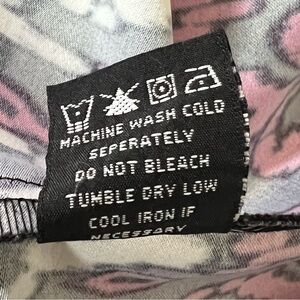 MACHINE WASH COLD
SEPERATELY
DO NOT BLEACH
TUMBLE DRY LOW
COOL IRON IF
NECESSARY